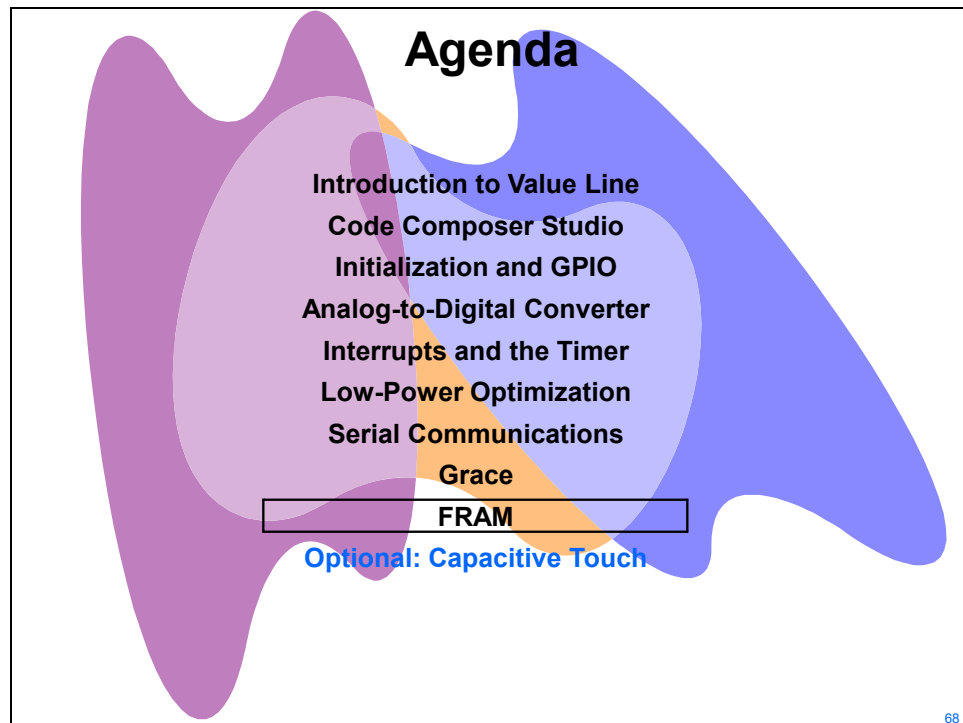 Agenda
Introduction to Value Line
Code Composer Studio
Initialization and GPIO
Analog-to-Digital Converter
Interrupts and the Timer
Low-Power Optimization
Serial Communications
Grace
FRAM
Optional: Capacitive Touch
68